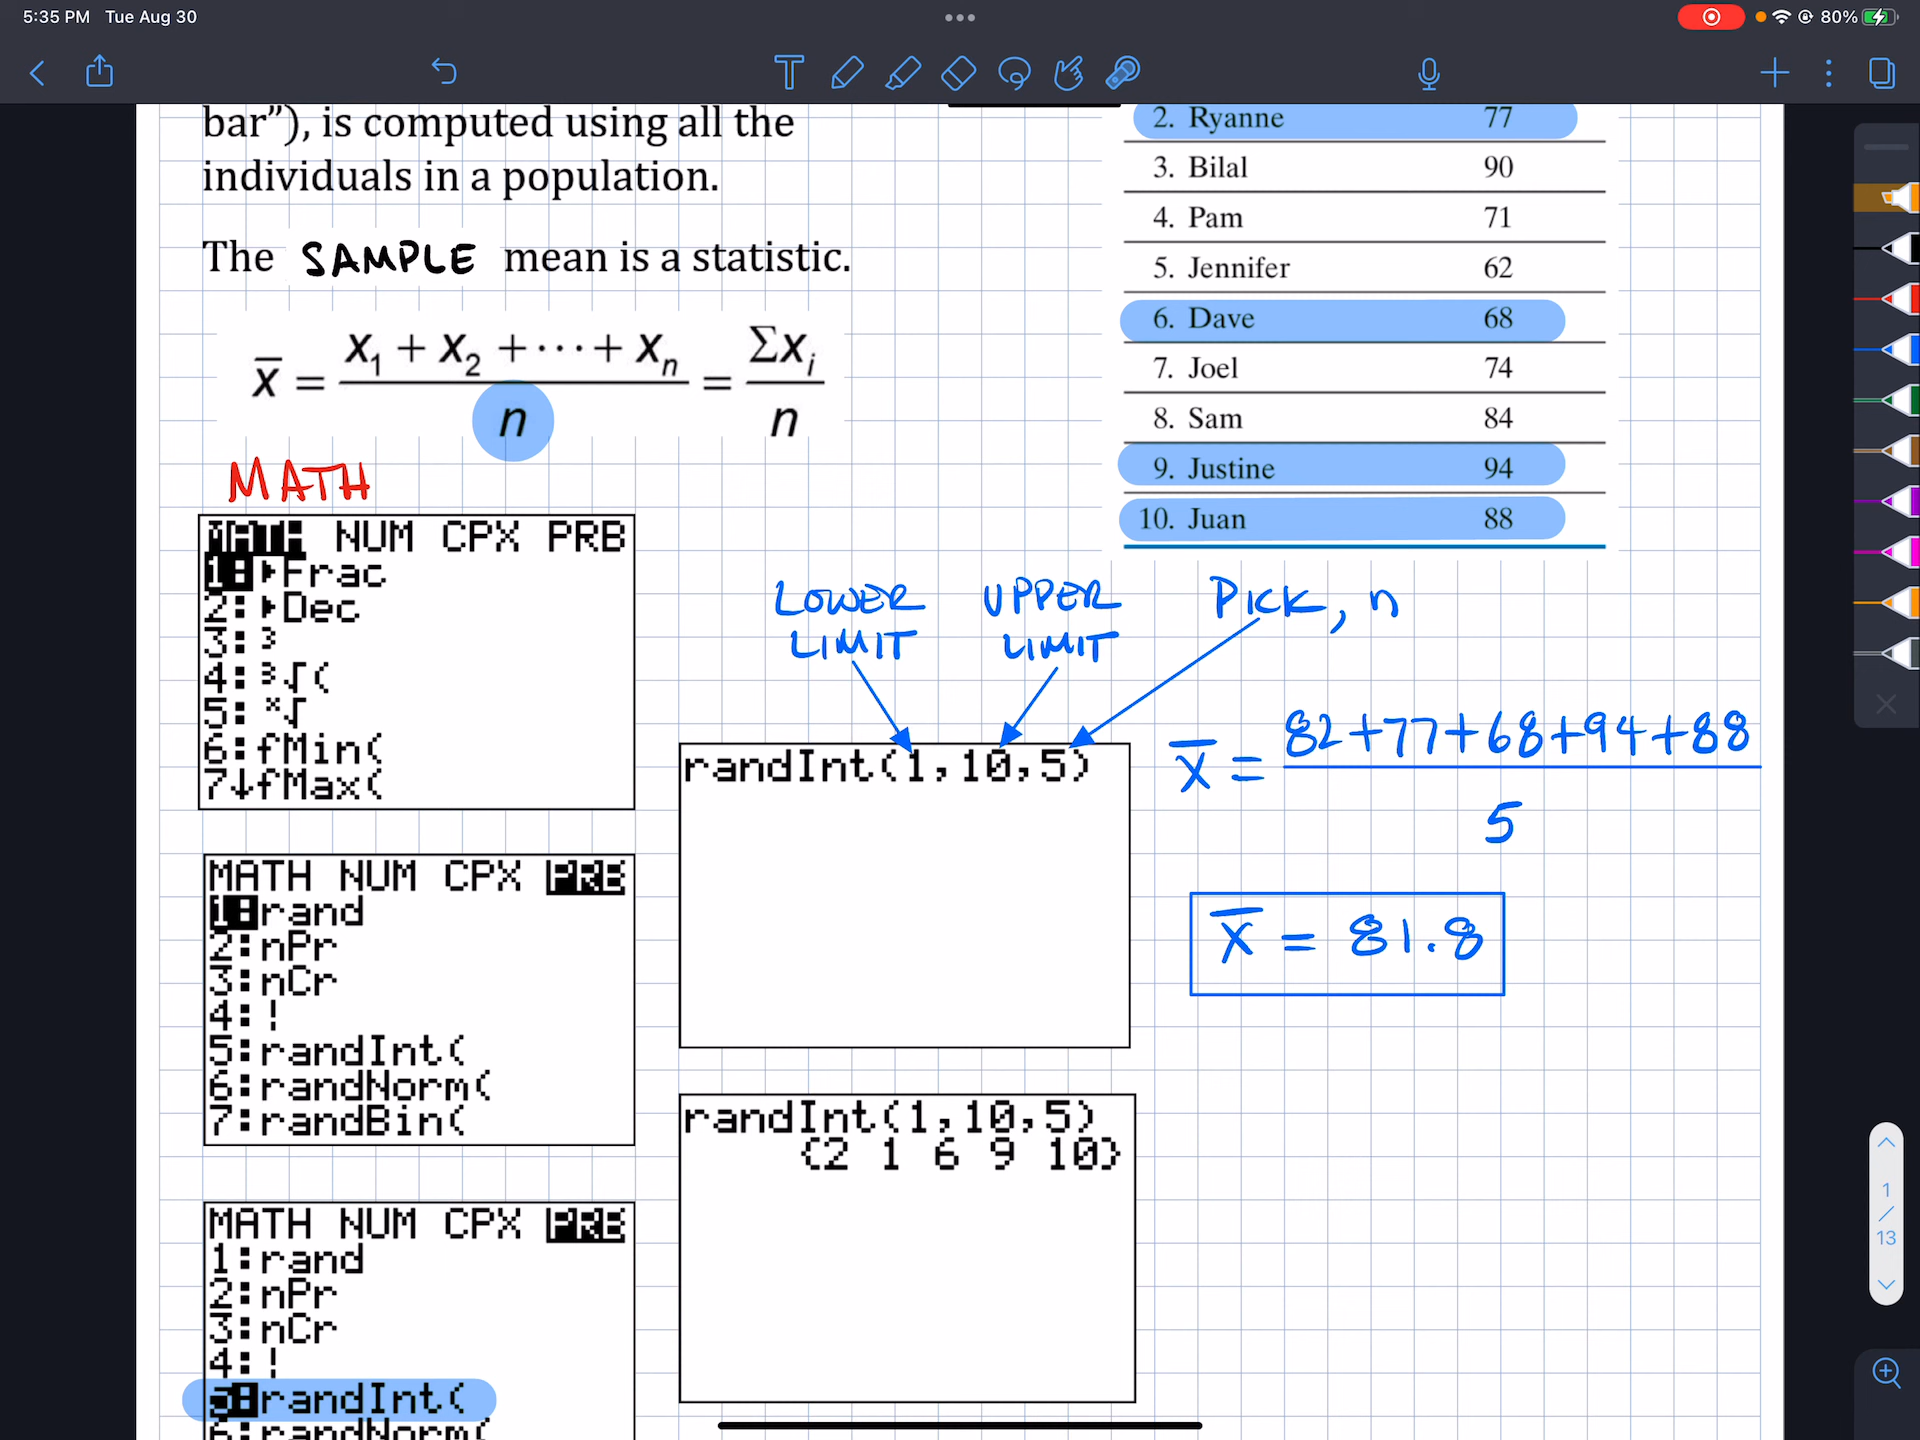 5:35 PM Tue Aug 30
80%
bar”), is computed using all the
individuals in a population.
The SAMPLE mean is a statistic.
x̄ = (x₁ + x₂ + ⋯ + xₙ) / n = Σxᵢ / n
2. Ryanne 77
3. Bilal 90
4. Pam 71
5. Jennifer 62
6. Dave 68
7. Joel 74
8. Sam 84
9. Justine 94
10. Juan 88
MATH
MATH NUM CPX PRB
1:▶Frac
2:▶Dec
3:³
4:³√(
5:ˣ√
6:fMin(
7↓fMax(
MATH NUM CPX PRB
1:rand
2:nPr
3:nCr
4:!
5:randInt(
6:randNorm(
7:randBin(
MATH NUM CPX PRB
1:rand
2:nPr
3:nCr
4:!
5:randInt(
6:randNorm(
LOWER LIMIT
UPPER LIMIT
PICK, n
randInt(1,10,5)
randInt(1,10,5)
{2 1 6 9 10}
x̄ = (82+77+68+94+88) / 5
x̄ = 81.8
1
/
13